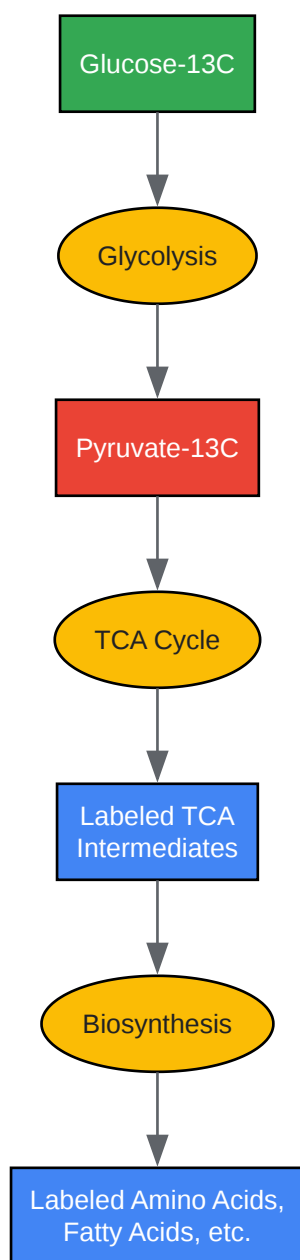 Glucose-13C
Glycolysis
Pyruvate-13C
TCA Cycle
Labeled TCA
Intermediates
Biosynthesis
Labeled Amino Acids,
Fatty Acids, etc.